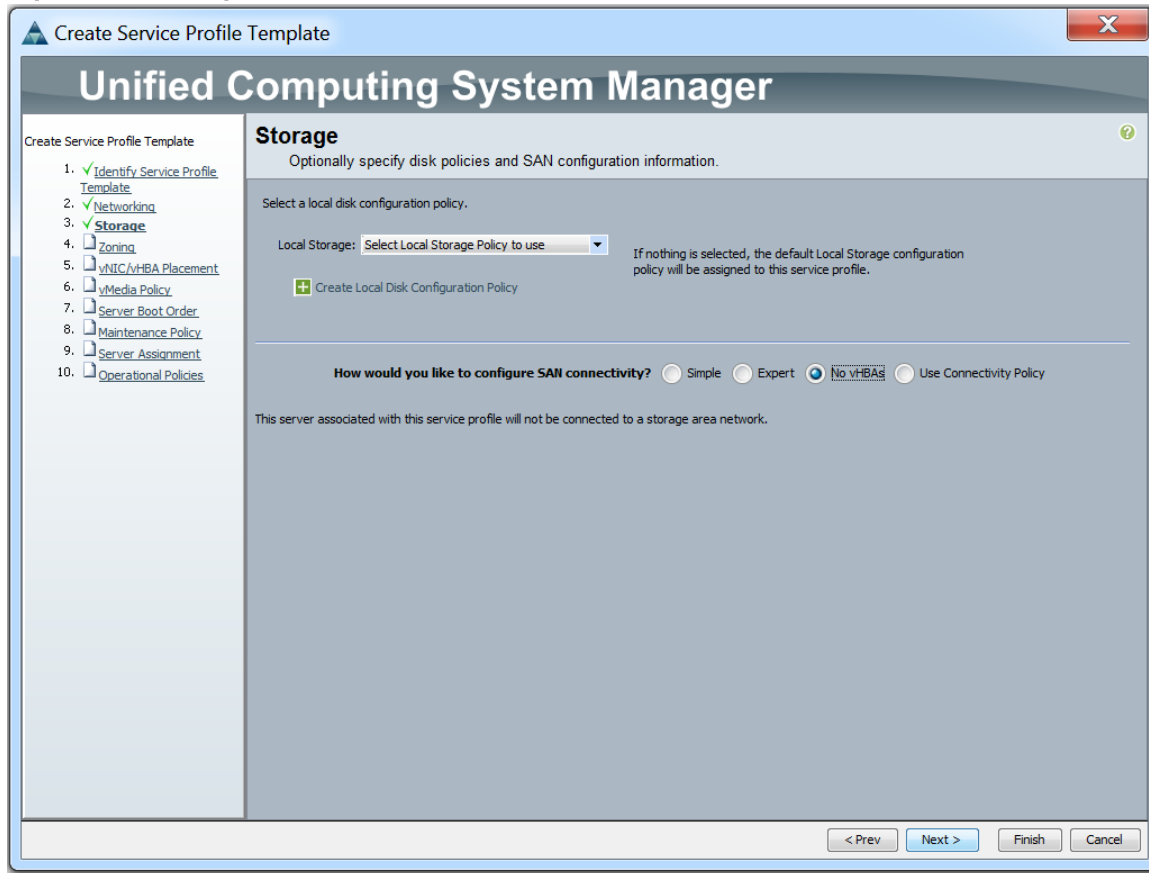 Create Service Profile Template
X
Unified Computing System Manager
Create Service Profile Template
1. √Identify Service Profile
Template
2. √Networking
3. √Storage
4. Zoning
5. vNIC/vHBA Placement
6. vMedia Policy
7. Server Boot Order
8. Maintenance Policy
9. Server Assignment
10. Operational Policies
Storage
?
Optionally specify disk policies and SAN configuration information.
Select a local disk configuration policy.
Local Storage: Select Local Storage Policy to use
If nothing is selected, the default Local Storage configuration
policy will be assigned to this service profile.
+ Create Local Disk Configuration Policy
How would you like to configure SAN connectivity? Simple Expert No vHBAs Use Connectivity Policy
This server associated with this service profile will not be connected to a storage area network.
< Prev Next > Finish Cancel